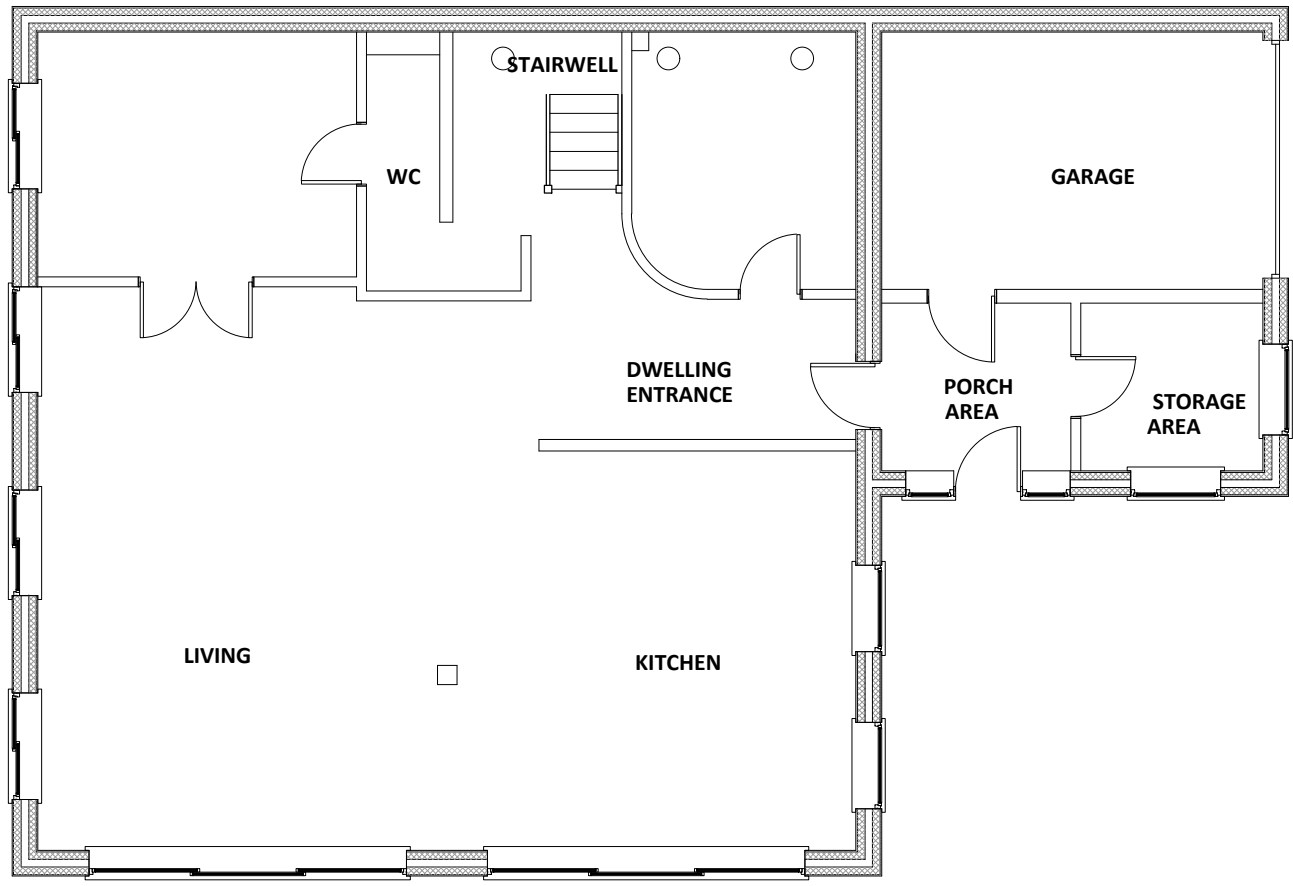 STAIRWELL
WC
GARAGE
DWELLING
ENTRANCE
PORCH
AREA
STORAGE
AREA
LIVING
KITCHEN